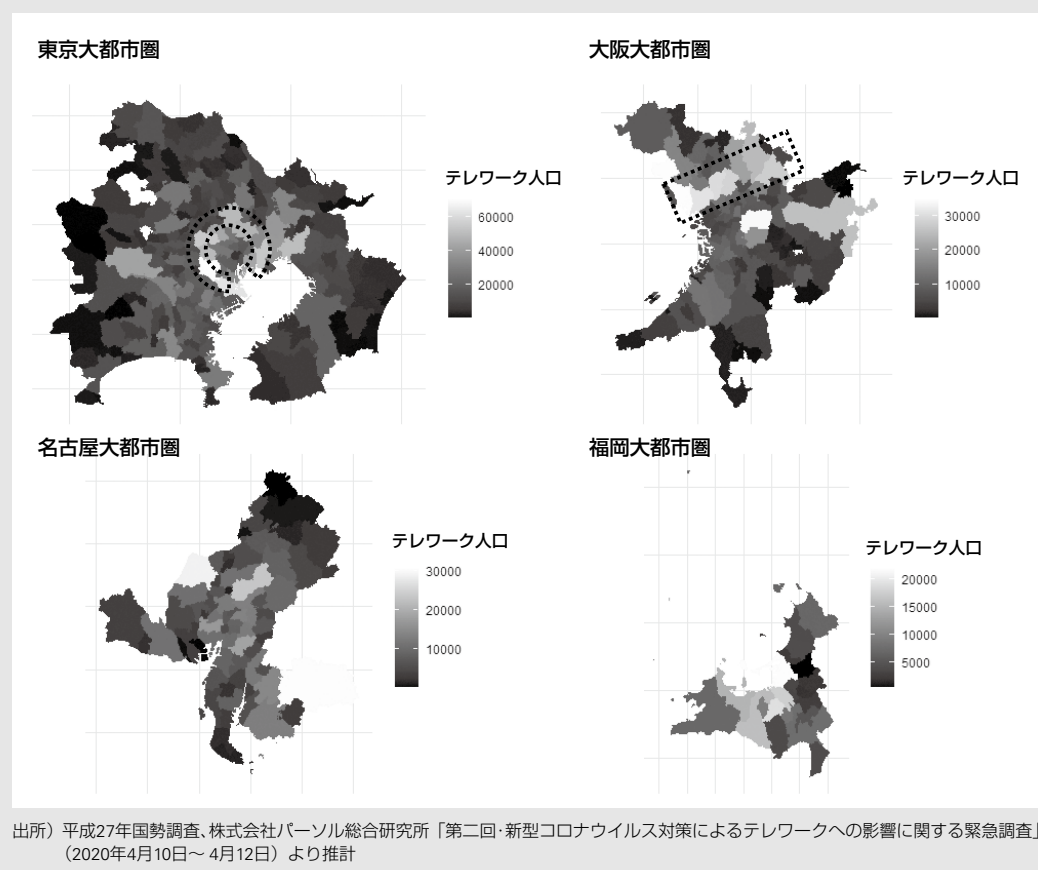 東京大都市圏
テレワーク人口
60000
40000
20000
大阪大都市圏
テレワーク人口
30000
20000
10000
名古屋大都市圏
テレワーク人口
30000
20000
10000
福岡大都市圏
テレワーク人口
20000
15000
10000
5000
出所）平成27年国勢調査、株式会社パーソル総合研究所「第二回・新型コロナウイルス対策によるテレワークへの影響に関する緊急調査」
（2020年4月10日～ 4月12日）より推計